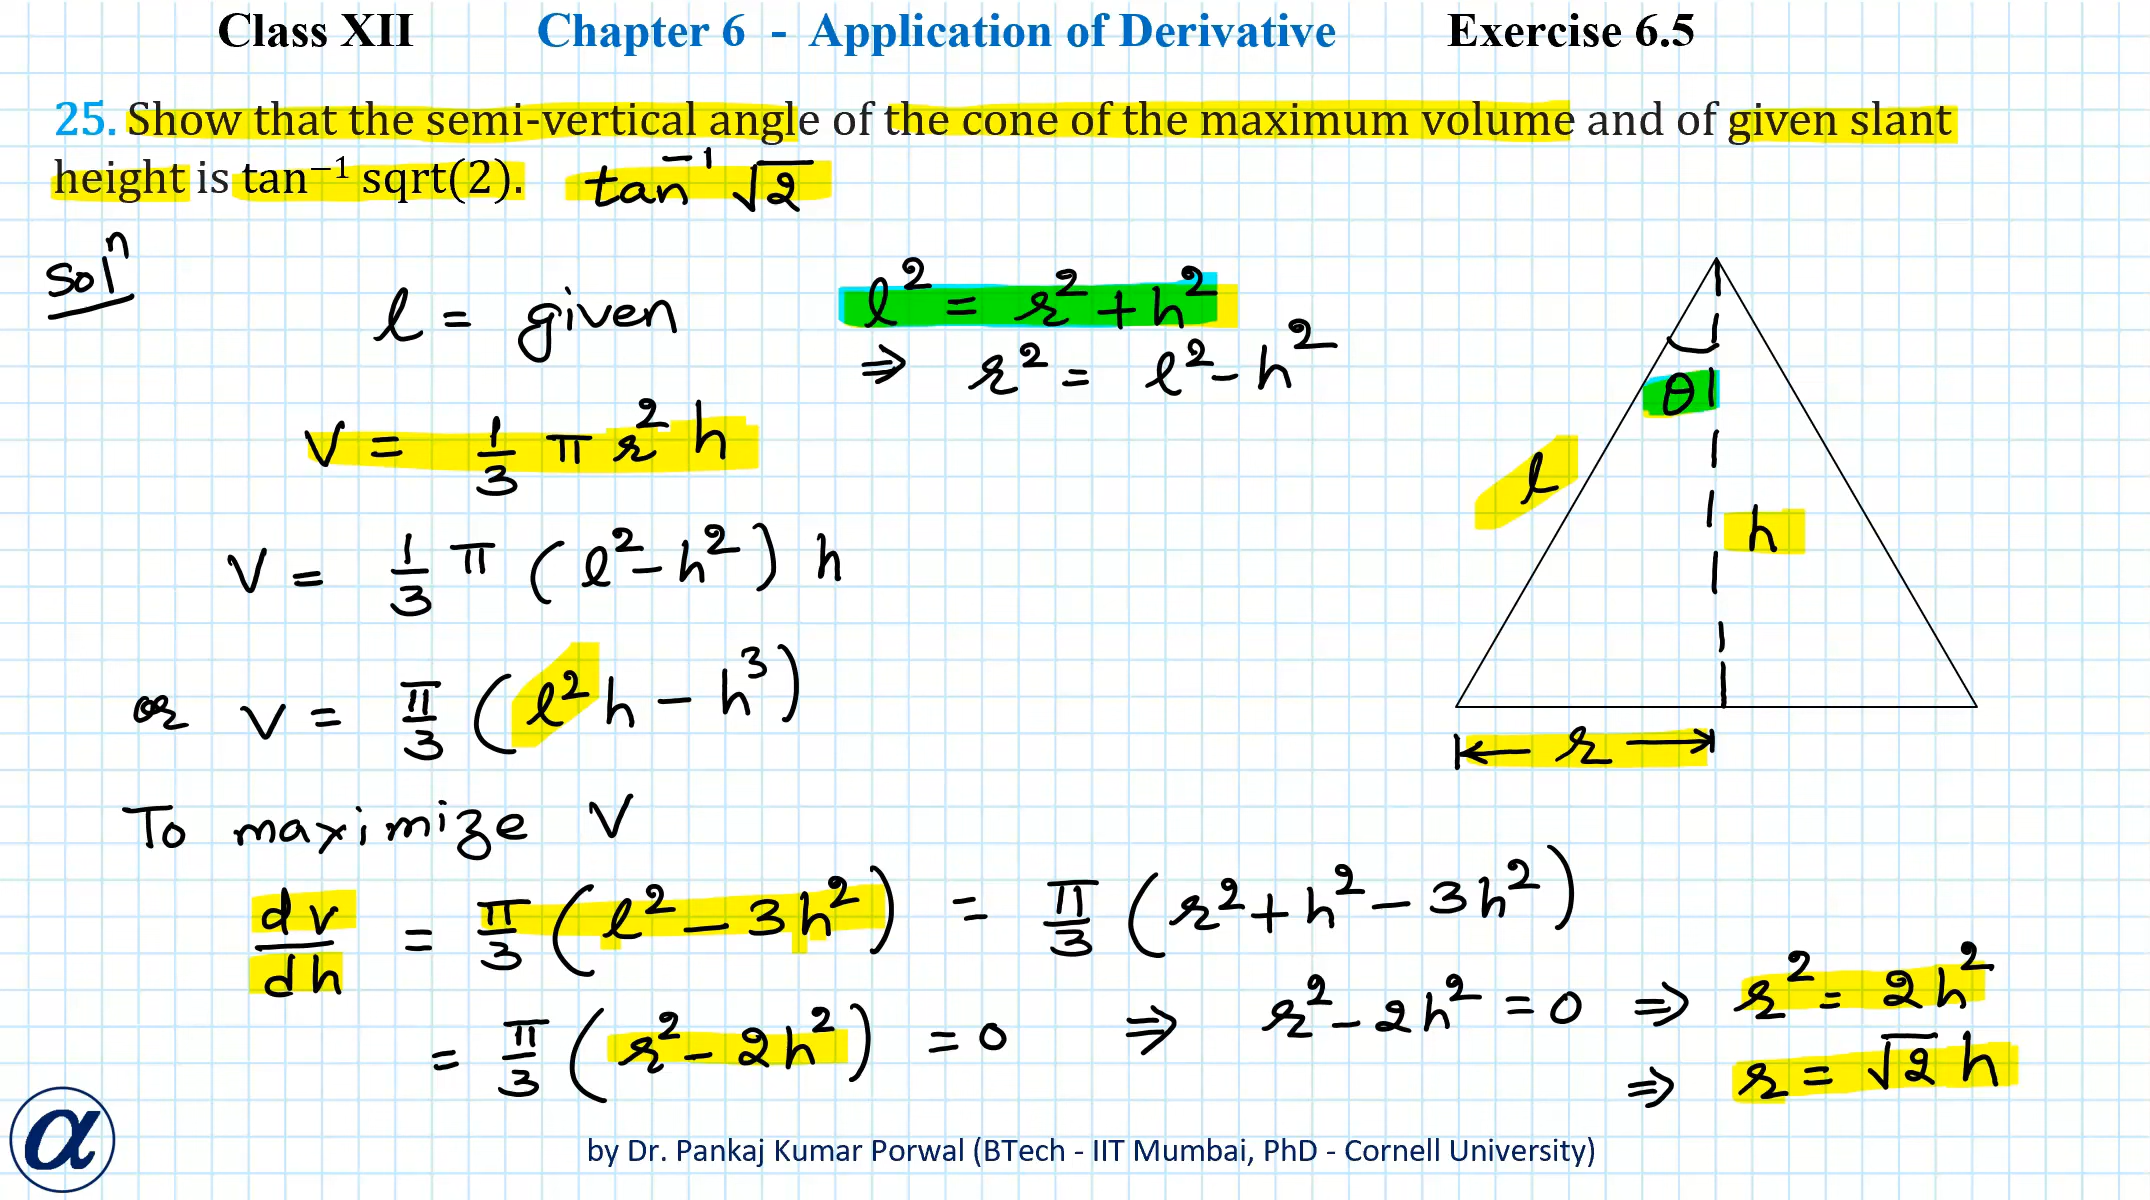 Class XII Chapter 6 - Application of Derivative Exercise 6.5
25. Show that the semi-vertical angle of the cone of the maximum volume and of given slant
height is tan⁻¹ sqrt(2). tan⁻¹ √2
Solⁿ
l = given l² = r² + h²
⇒ r² = l² - h²
θ
V = 1/3 π r² h
l
h
V = 1/3 π (l² - h²) h
or V = π/3 (l²h - h³)
r
To maximize V
dv/dh = π/3 (l² - 3h²) = π/3 (r² + h² - 3h²)
= π/3 (r² - 2h²) = 0 ⇒ r² - 2h² = 0 ⇒ r² = 2h²
⇒ r = √2 h
α
by Dr. Pankaj Kumar Porwal (BTech - IIT Mumbai, PhD - Cornell University)